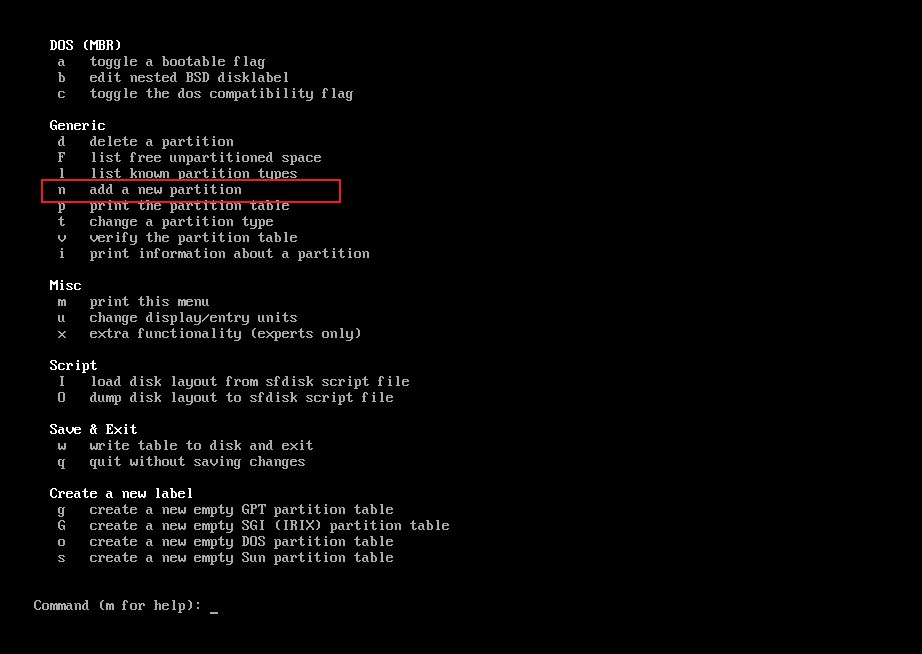 DOS (MBR)
a   toggle a bootable flag
b   edit nested BSD disklabel
c   toggle the dos compatibility flag
Generic
d   delete a partition
F   list free unpartitioned space
l   list known partition types
n   add a new partition
p   print the partition table
t   change a partition type
v   verify the partition table
i   print information about a partition
Misc
m   print this menu
u   change display/entry units
x   extra functionality (experts only)
Script
I   load disk layout from sfdisk script file
O   dump disk layout to sfdisk script file
Save & Exit
w   write table to disk and exit
q   quit without saving changes
Create a new label
g   create a new empty GPT partition table
G   create a new empty SGI (IRIX) partition table
o   create a new empty DOS partition table
s   create a new empty Sun partition table
Command (m for help): _